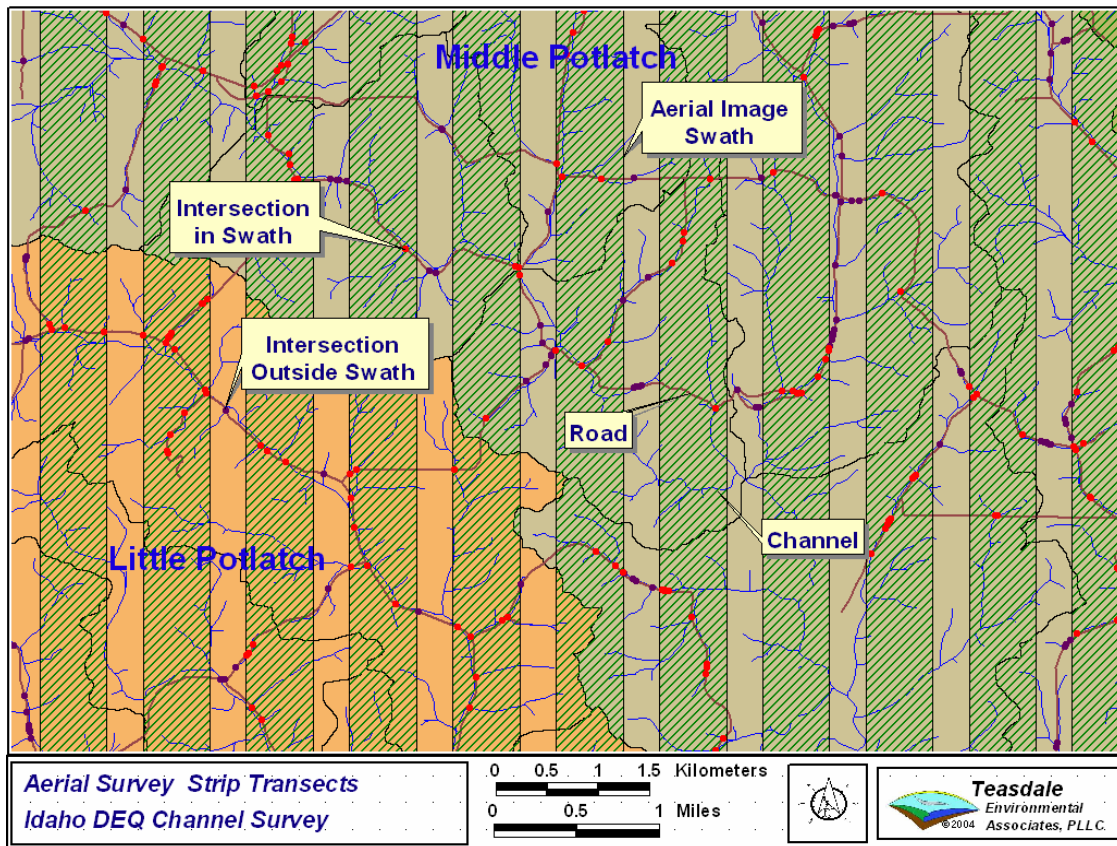 Middle Potlatch
Aerial Image
Swath
Intersection
in Swath
Intersection
Outside Swath
Road
Channel
Little Potlatch
Aerial Survey Strip Transects
Idaho DEQ Channel Survey
0 0.5 1 1.5 Kilometers
0 0.5 1 Miles
N
Teasdale
Environmental
©2004 Associates, PLLC.